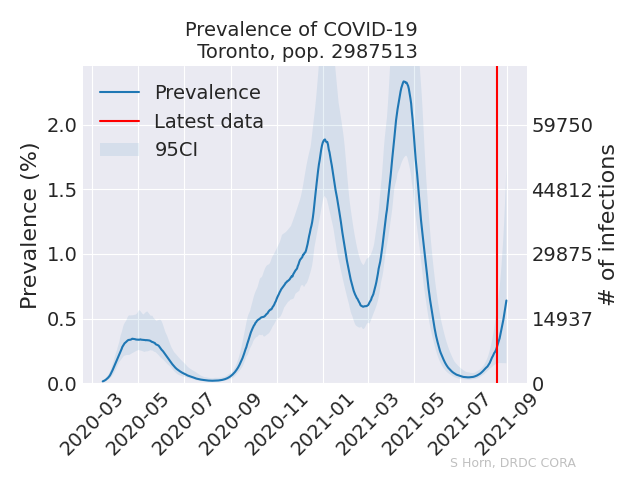 Prevalence of COVID-19
Toronto, pop. 2987513
Prevalence
Latest data
95CI
Prevalence (%)
2.0
1.5
1.0
0.5
0.0
59750
44812
29875
14937
0
# of infections
2020-03
2020-05
2020-07
2020-09
2020-11
2021-01
2021-03
2021-05
2021-07
2021-09
S Horn, DRDC CORA